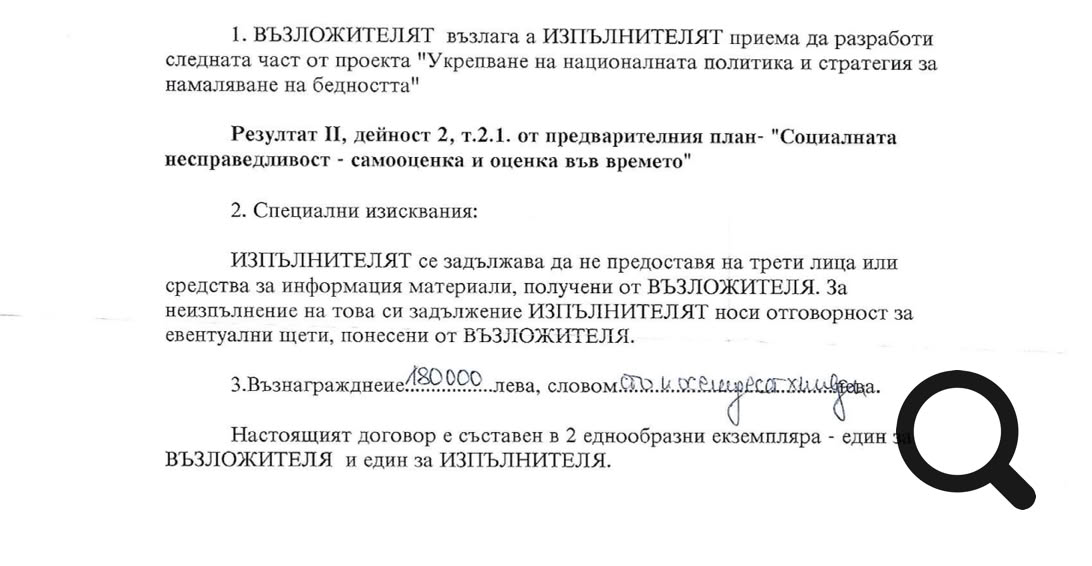 1. ВЪЗЛОЖИТЕЛЯТ възлага а ИЗПЪЛНИТЕЛЯТ приема да разработи
следната част от проекта "Укрепване на националната политика и стратегия за
намаляване на бедността"
Резултат II, дейност 2, т.2.1. от предварителния план- "Социалната
несправедливост - самооценка и оценка във времето"
2. Специални изисквания:
ИЗПЪЛНИТЕЛЯТ се задължава да не предоставя на трети лица или
средства за информация материали, получени от ВЪЗЛОЖИТЕЛЯ. За
неизпълнение на това си задължение ИЗПЪЛНИТЕЛЯТ носи отговорност за
евентуални щети, понесени от ВЪЗЛОЖИТЕЛЯ.
3.Възнагражднеие 180000 лева, словом сто и осемдесет хиляди лева.
Настоящият договор е съставен в 2 еднообразни екземпляра - един за
ВЪЗЛОЖИТЕЛЯ и един за ИЗПЪЛНИТЕЛЯ.